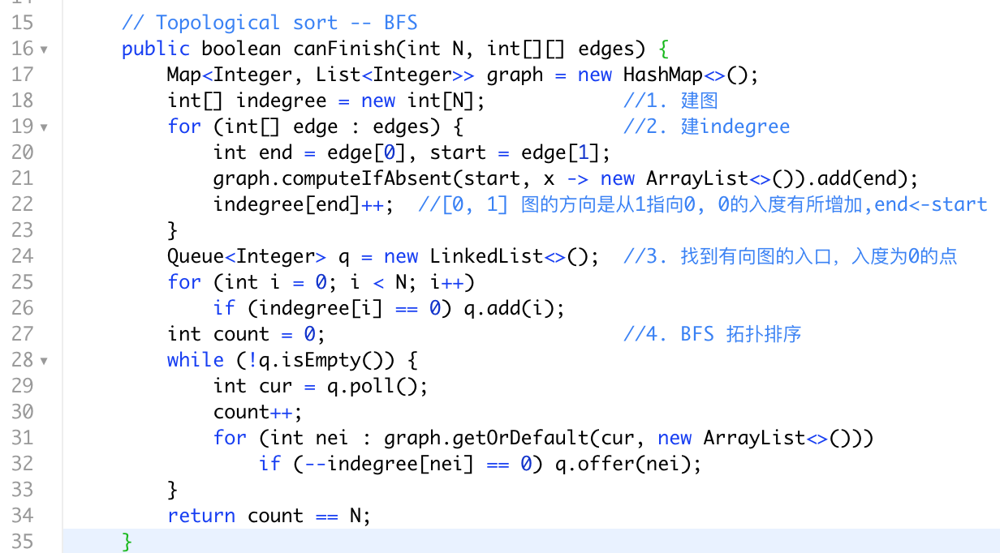 15 // Topological sort -- BFS
16 public boolean canFinish(int N, int[][] edges) {
17 Map<Integer, List<Integer>> graph = new HashMap<>();
18 int[] indegree = new int[N]; //1. 建图
19 for (int[] edge : edges) { //2. 建indegree
20 int end = edge[0], start = edge[1];
21 graph.computeIfAbsent(start, x -> new ArrayList<>()).add(end);
22 indegree[end]++; //[0, 1] 图的方向是从1指向0, 0的入度有所增加,end<-start
23 }
24 Queue<Integer> q = new LinkedList<>(); //3. 找到有向图的入口, 入度为0的点
25 for (int i = 0; i < N; i++)
26 if (indegree[i] == 0) q.add(i);
27 int count = 0; //4. BFS 拓扑排序
28 while (!q.isEmpty()) {
29 int cur = q.poll();
30 count++;
31 for (int nei : graph.getOrDefault(cur, new ArrayList<>()))
32 if (--indegree[nei] == 0) q.offer(nei);
33 }
34 return count == N;
35 }